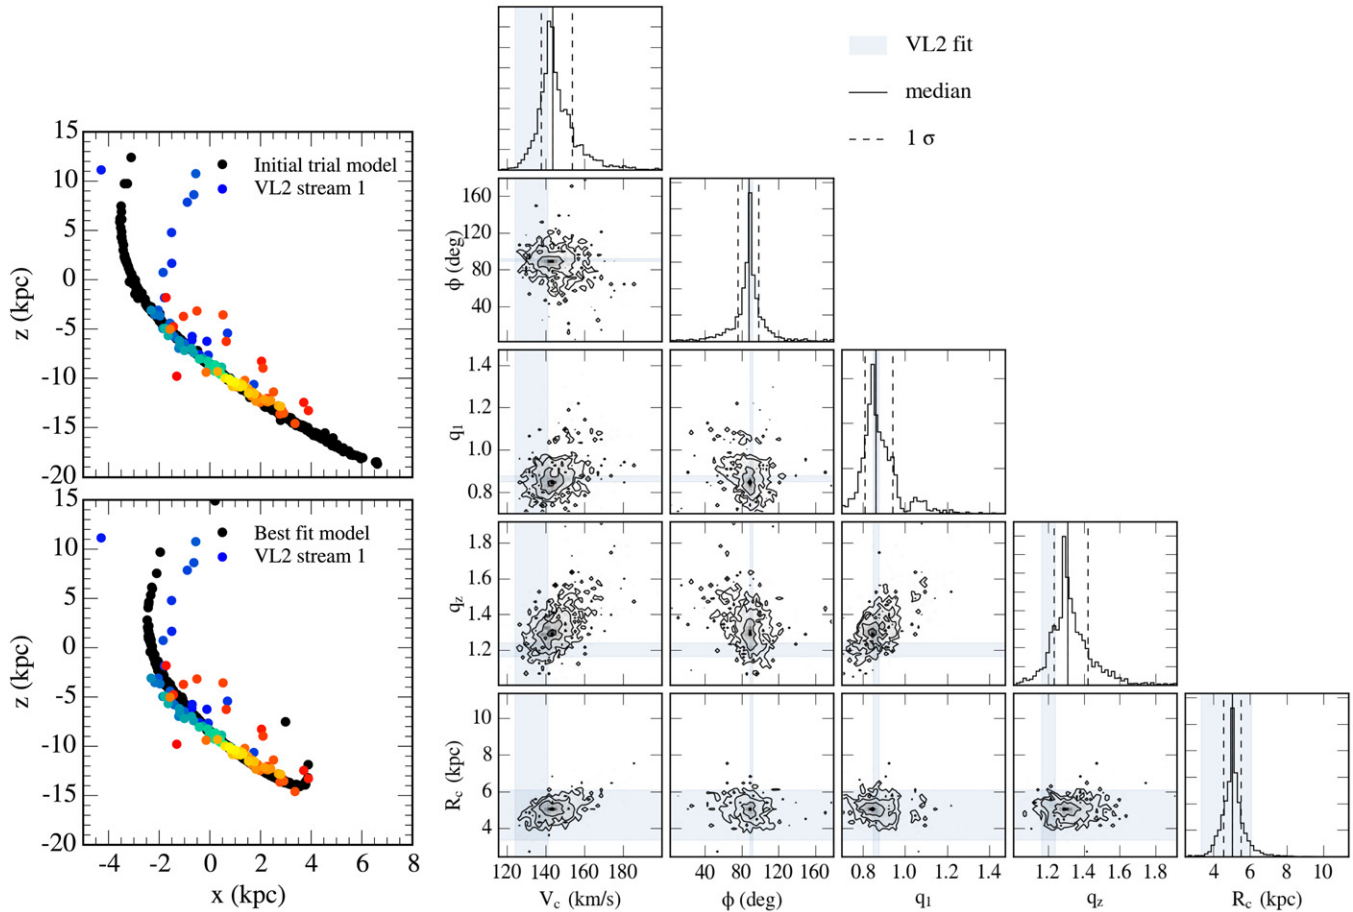 VL2 fit
median
1 σ
15
10
5
0
-5
-10
-15
-20
z (kpc)
Initial trial model
VL2 stream 1
15
10
5
0
-5
-10
-15
-20
z (kpc)
Best fit model
VL2 stream 1
-4 -2 0 2 4 6 8
x (kpc)
160
120
80
40
ϕ (deg)
1.4
1.2
1.0
0.8
q1
1.8
1.6
1.4
1.2
qz
10
8
6
4
Rc (kpc)
120 140 160 180
Vc (km/s)
40 80 120 160
ϕ (deg)
0.8 1.0 1.2 1.4
q1
1.2 1.4 1.6 1.8
qz
4 6 8 10
Rc (kpc)